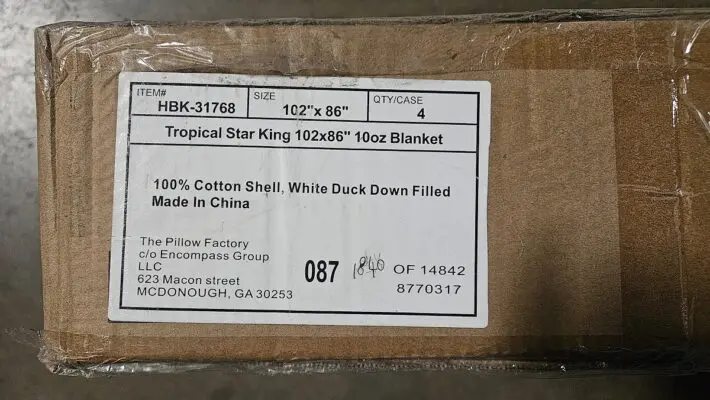 ITEM# SIZE QTY/CASE
HBK-31768 102"x 86" 4
Tropical Star King 102x86" 10oz Blanket
100% Cotton Shell, White Duck Down Filled
Made In China
The Pillow Factory
c/o Encompass Group
LLC
623 Macon street
MCDONOUGH, GA 30253
087 1840 OF 14842
8770317